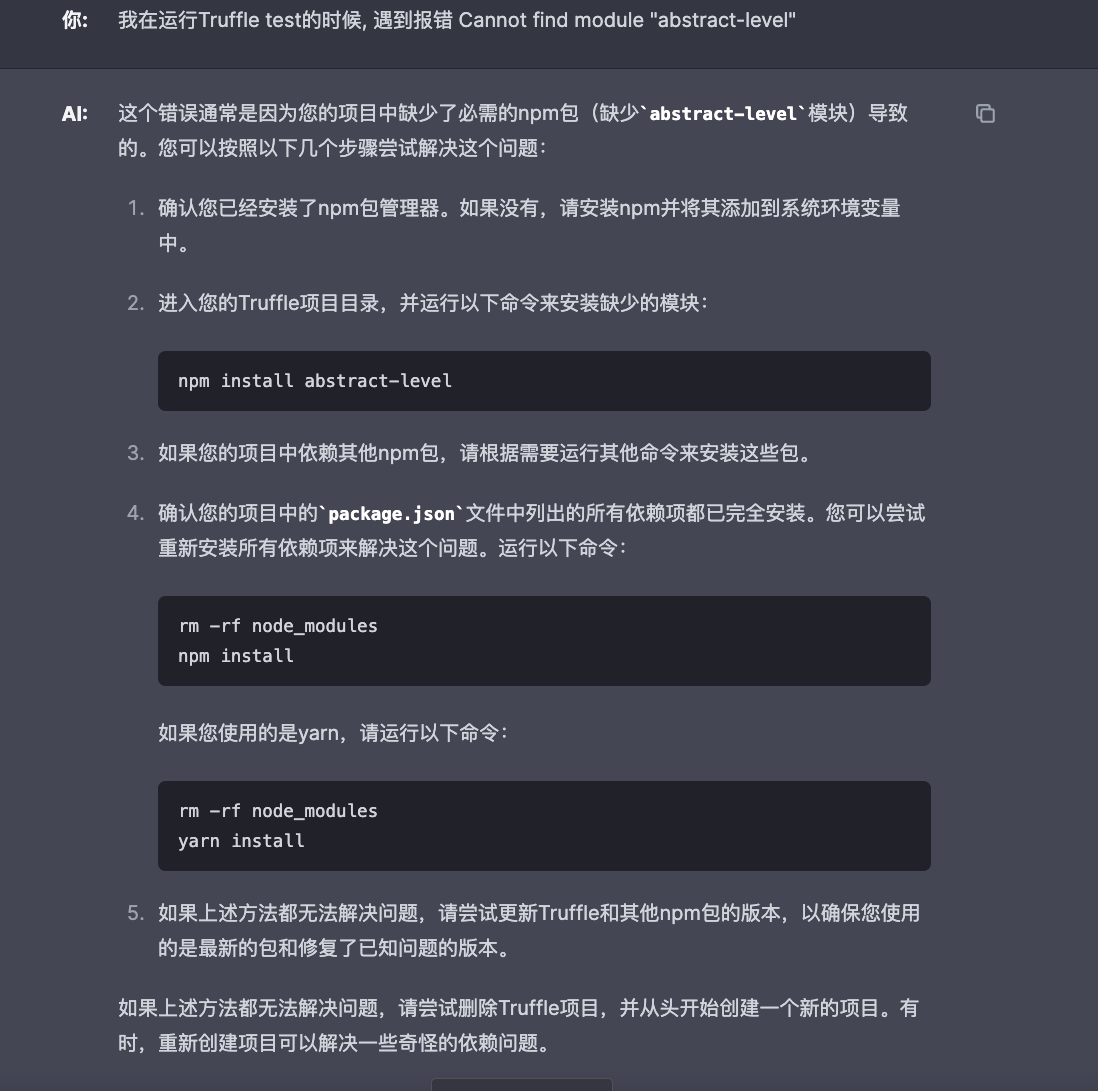 你: 我在运行Truffle test的时候, 遇到报错 Cannot find module "abstract-level"
AI: 这个错误通常是因为您的项目中缺少了必需的npm包（缺少`abstract-level`模块）导致
的。您可以按照以下几个步骤尝试解决这个问题：
1. 确认您已经安装了npm包管理器。如果没有，请安装npm并将其添加到系统环境变量
中。
2. 进入您的Truffle项目目录，并运行以下命令来安装缺少的模块：
npm install abstract-level
3. 如果您的项目中依赖其他npm包，请根据需要运行其他命令来安装这些包。
4. 确认您的项目中的`package.json`文件中列出的所有依赖项都已完全安装。您可以尝试
重新安装所有依赖项来解决这个问题。运行以下命令：
rm -rf node_modules
npm install
如果您使用的是yarn，请运行以下命令：
rm -rf node_modules
yarn install
5. 如果上述方法都无法解决问题，请尝试更新Truffle和其他npm包的版本，以确保您使用
的是最新的包和修复了已知问题的版本。
如果上述方法都无法解决问题，请尝试删除Truffle项目，并从头开始创建一个新的项目。有
时，重新创建项目可以解决一些奇怪的依赖问题。